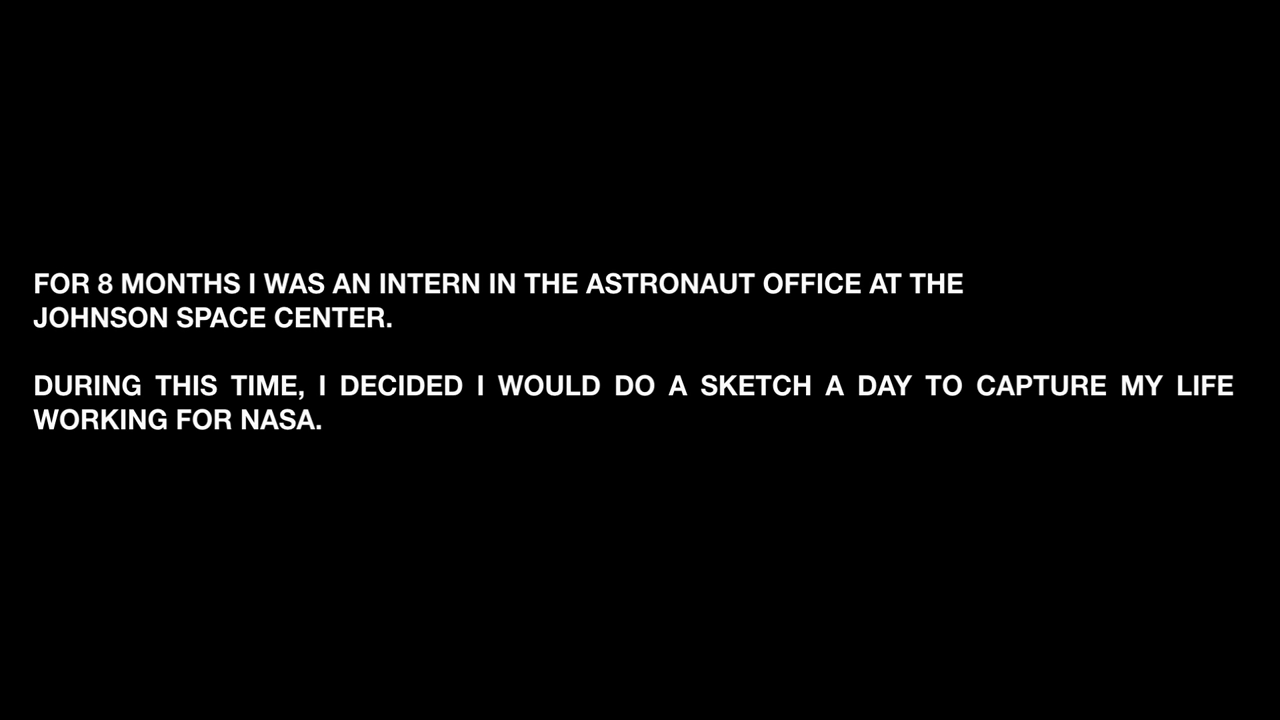 FOR 8 MONTHS I WAS AN INTERN IN THE ASTRONAUT OFFICE AT THE
JOHNSON SPACE CENTER.
DURING THIS TIME, I DECIDED I WOULD DO A SKETCH A DAY TO CAPTURE MY LIFE
WORKING FOR NASA.